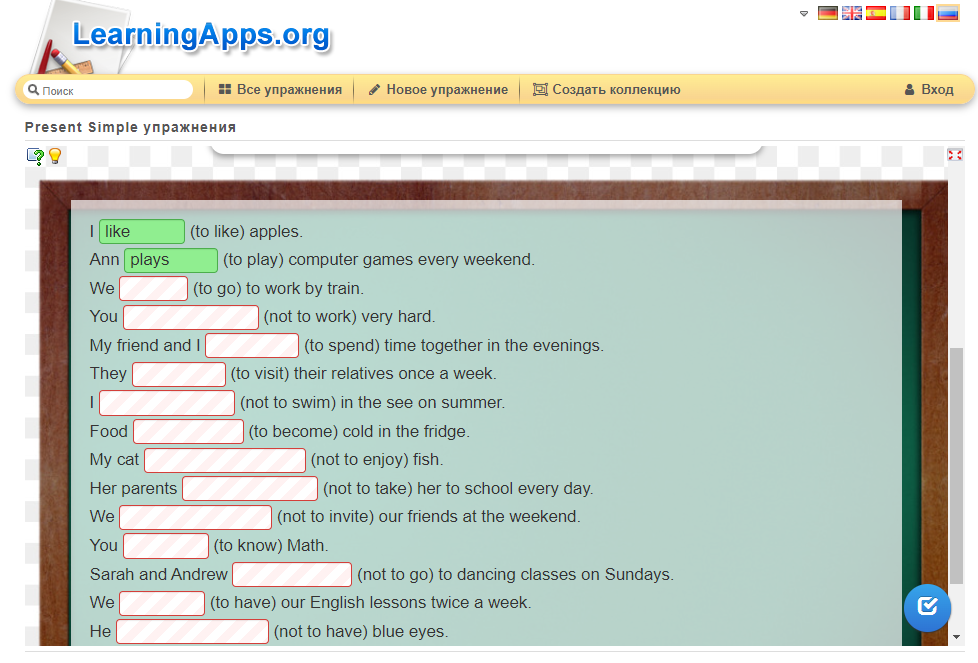 LearningApps.org
Поиск
Все упражнения
Новое упражнение
Создать коллекцию
Вход
Present Simple упражнения
I like (to like) apples.
Ann plays (to play) computer games every weekend.
We (to go) to work by train.
You (not to work) very hard.
My friend and I (to spend) time together in the evenings.
They (to visit) their relatives once a week.
I (not to swim) in the see on summer.
Food (to become) cold in the fridge.
My cat (not to enjoy) fish.
Her parents (not to take) her to school every day.
We (not to invite) our friends at the weekend.
You (to know) Math.
Sarah and Andrew (not to go) to dancing classes on Sundays.
We (to have) our English lessons twice a week.
He (not to have) blue eyes.